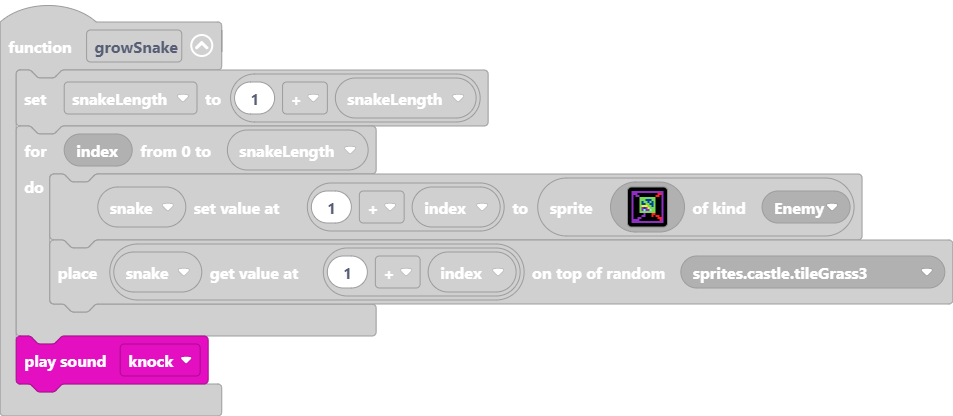 function growSnake
set snakeLength to 1 + snakeLength
for index from 0 to snakeLength
do
snake set value at 1 + index to sprite of kind Enemy
place snake get value at 1 + index on top of random sprites.castle.tileGrass3
play sound knock